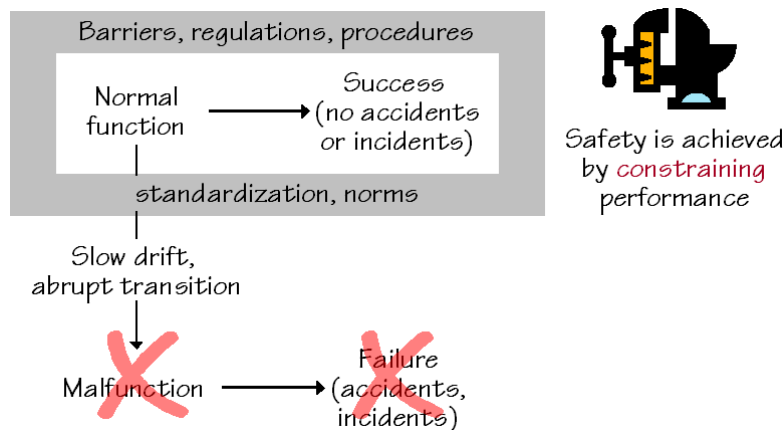 Barriers, regulations, procedures
Normal
function
Success
(no accidents
or incidents)
standardization, norms
Safety is achieved
by constraining
performance
Slow drift,
abrupt transition
Malfunction
Failure
(accidents,
incidents)